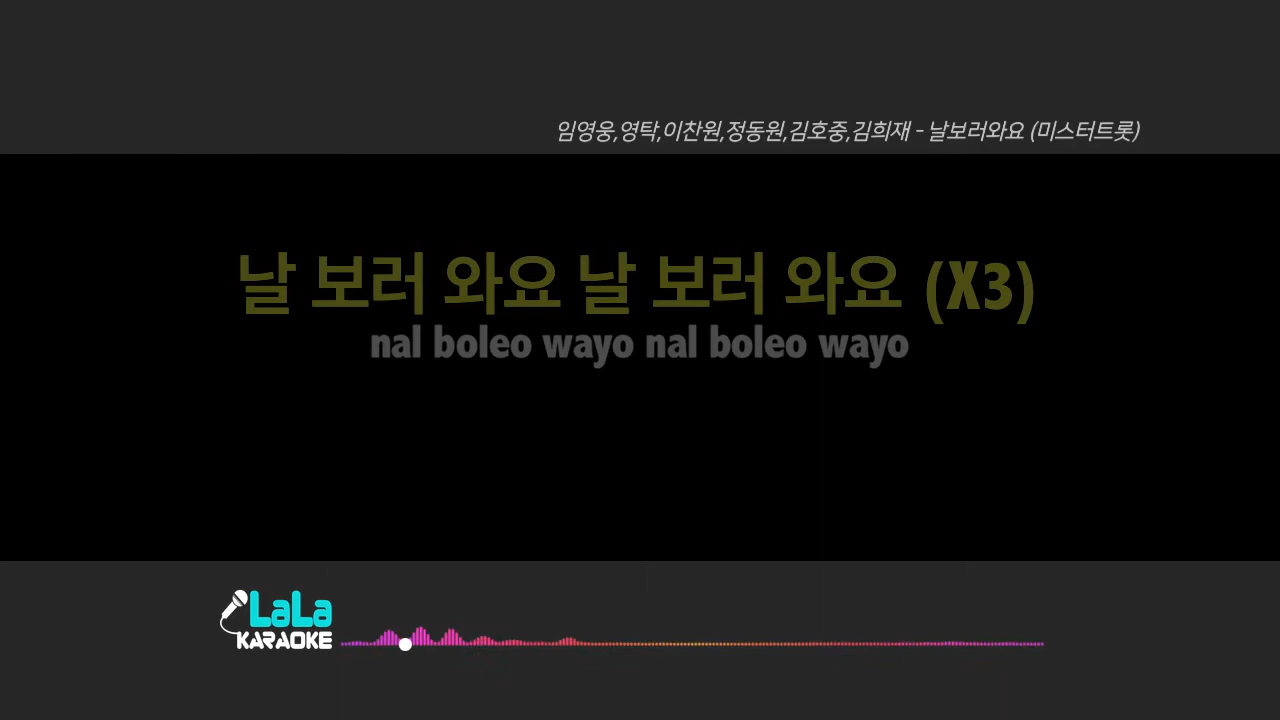 임영웅,영탁,이찬원,정동원,김호중,김희재 - 날보러와요 (미스터트롯)
날 보러 와요 날 보러 와요 (X3)
nal boleo wayo nal boleo wayo
LaLa
KARAOKE